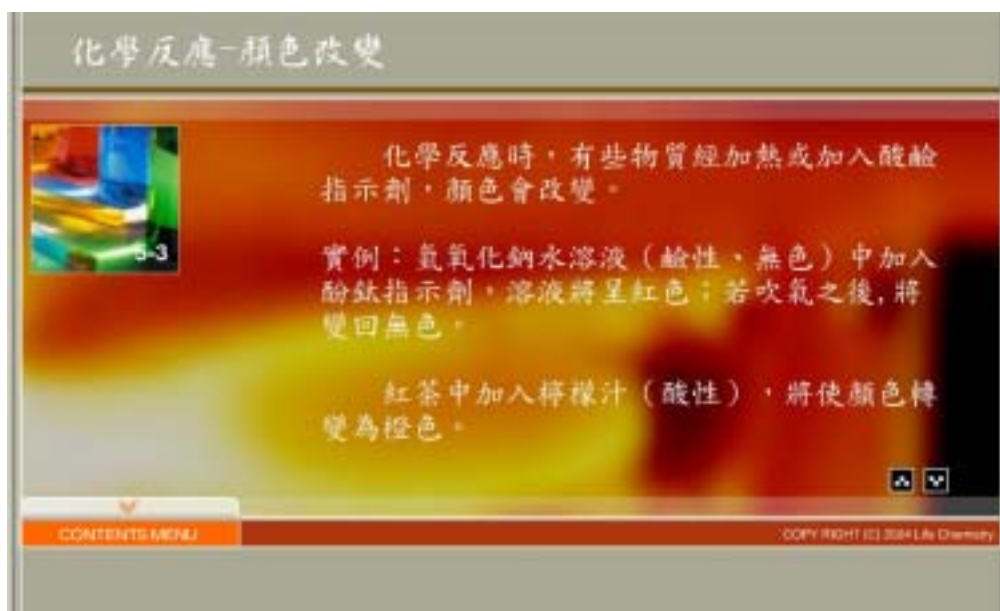 化學反應-顏色改變
化學反應時，有些物質經加熱或加入酸鹼
指示劑，顏色會改變。
5-3
實例：氫氧化鈉水溶液（鹼性、無色）中加入
酚鈦指示劑，溶液將呈紅色；若吹氣之後,將
變回無色。
紅茶中加入檸檬汁（酸性），將使顏色轉
變為橙色。
CONTENTS MENU
COPY RIGHT (C) 2004 Life Chemistry